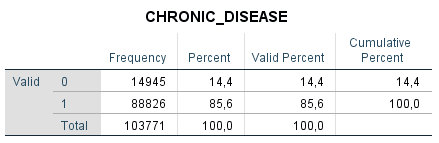 CHRONIC_DISEASE
Frequency Percent Valid Percent Cumulative Percent
Valid 0 14945 14,4 14,4 14,4
1 88826 85,6 85,6 100,0
Total 103771 100,0 100,0